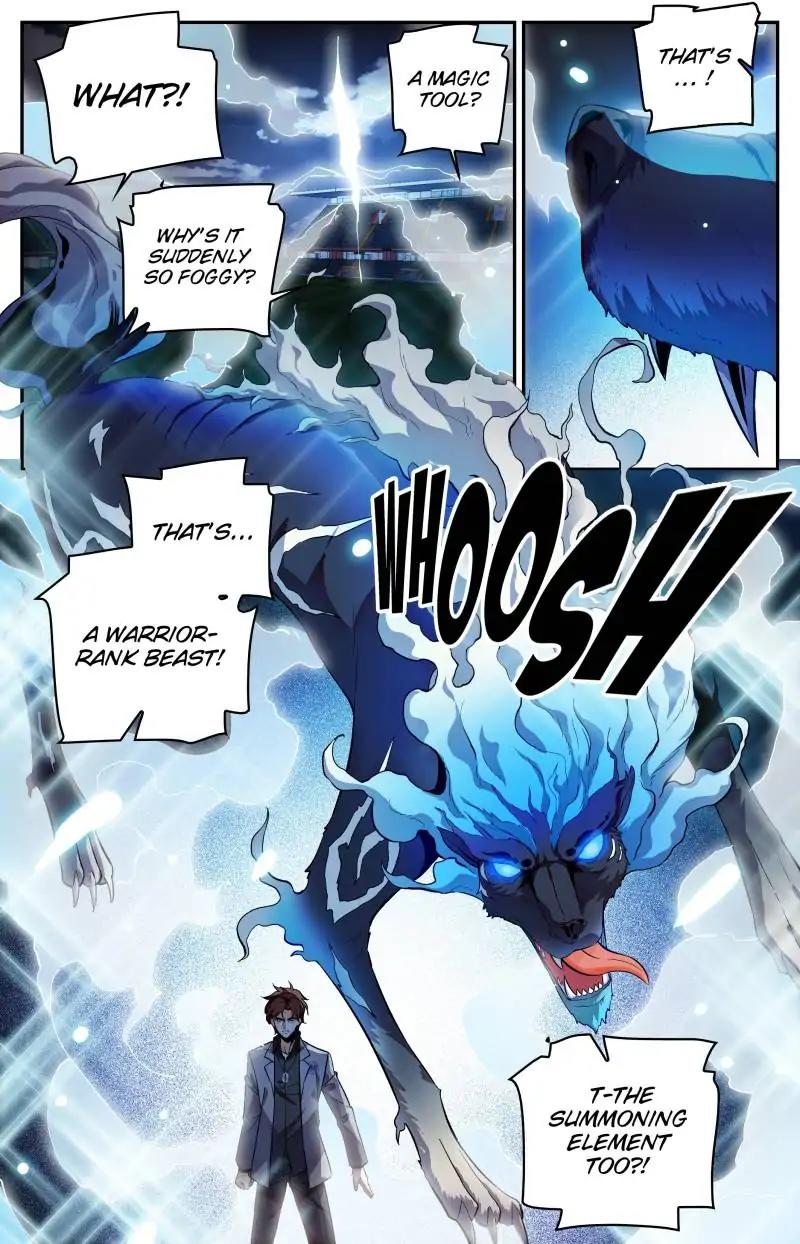 WHAT?!
A MAGIC
TOOL?
WHY'S IT
SUDDENLY
SO FOGGY?
THAT'S
... !
THAT'S...
A WARRIOR-
RANK BEAST!
WHOOSH
T-THE
SUMMONING
ELEMENT
TOO?!